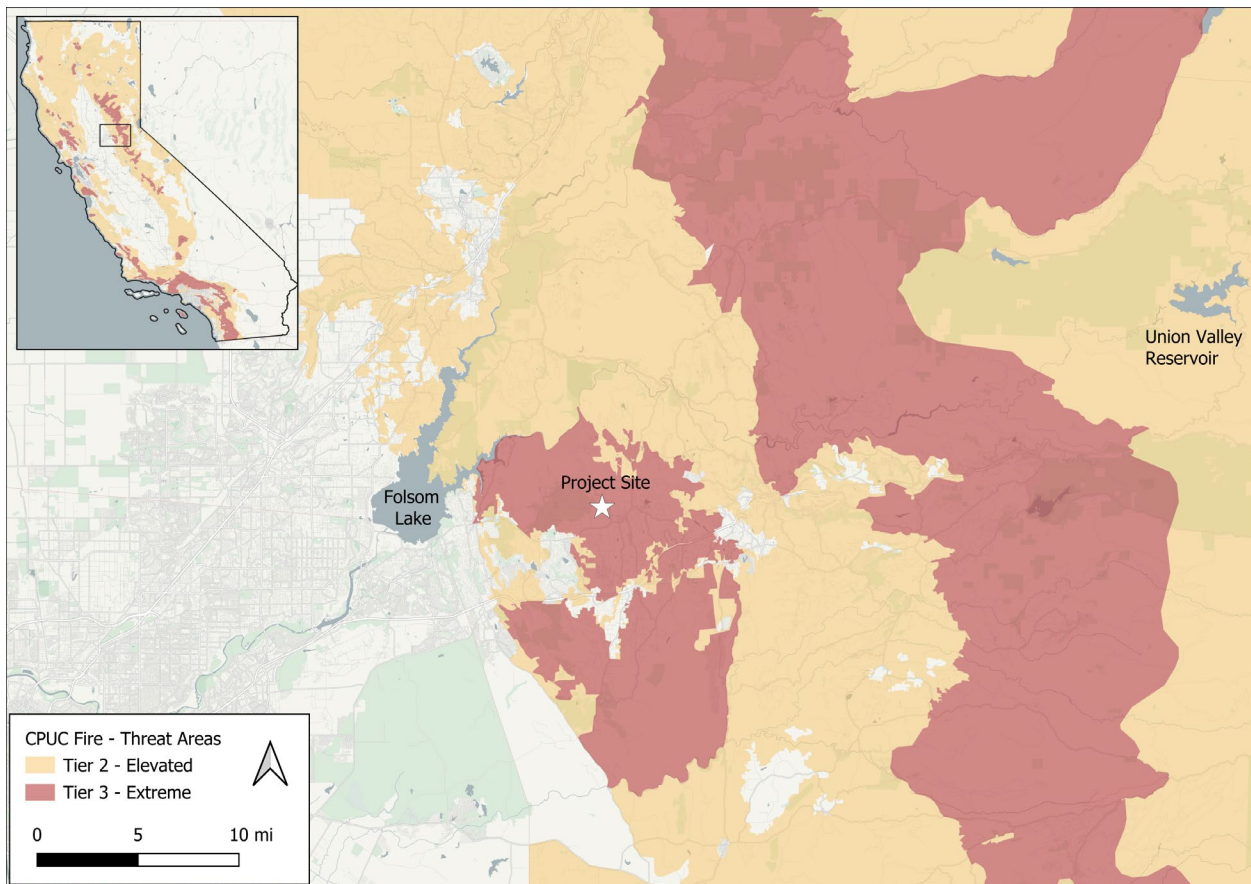 Union Valley
Reservoir
Project Site
Folsom
Lake
CPUC Fire - Threat Areas
Tier 2 - Elevated
Tier 3 - Extreme
0 5 10 mi